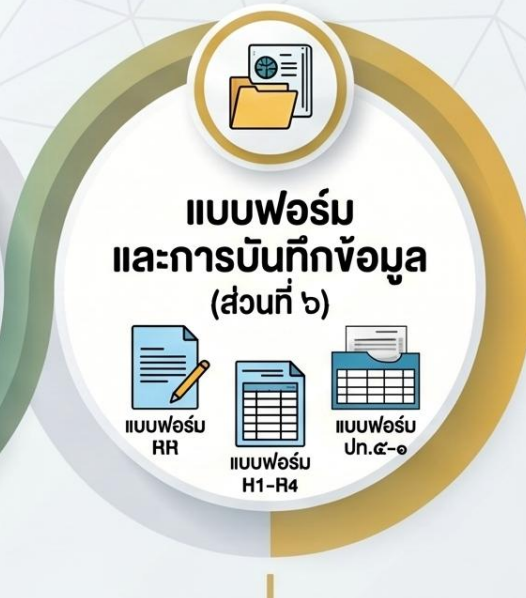 แบบฟอร์ม
และการบันทึกข้อมูล
(ส่วนที่ ๖)
แบบฟอร์ม
RR
แบบฟอร์ม
H1-R4
แบบฟอร์ม
ปท.๔-๑